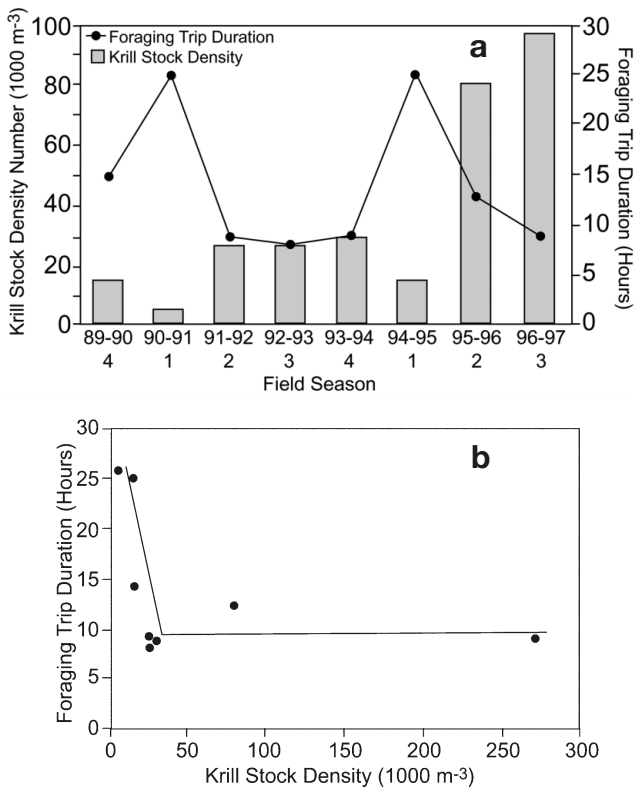 a
Foraging Trip Duration
Krill Stock Density
Krill Stock Density Number (1000 m-3)
100
80
60
40
20
0
30
25
20
15
10
5
0
Foraging Trip Duration (Hours)
89-90 90-91 91-92 92-93 93-94 94-95 95-96 96-97
4 1 2 3 4 1 2 3
Field Season
b
Foraging Trip Duration (Hours)
30
25
20
15
10
5
0
0 50 100 150 200 250 300
Krill Stock Density (1000 m-3)